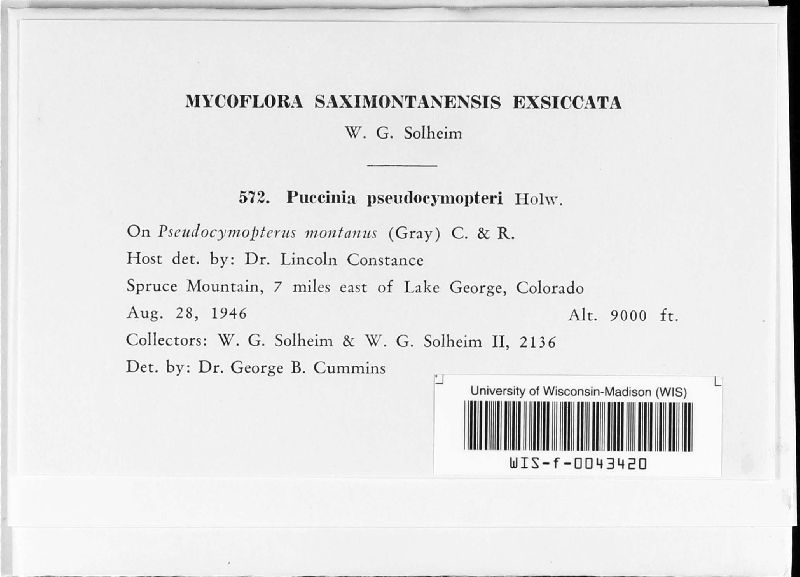 MYCOFLORA SAXIMONTANENSIS EXSICCATA
W. G. Solheim
572. Puccinia pseudocymopteri Holw.
On Pseudocymopterus montanus (Gray) C. & R.
Host det. by: Dr. Lincoln Constance
Spruce Mountain, 7 miles east of Lake George, Colorado
Aug. 28, 1946 Alt. 9000 ft.
Collectors: W. G. Solheim & W. G. Solheim II, 2136
Det. by: Dr. George B. Cummins
University of Wisconsin-Madison (WIS)
WIS-f-0043420